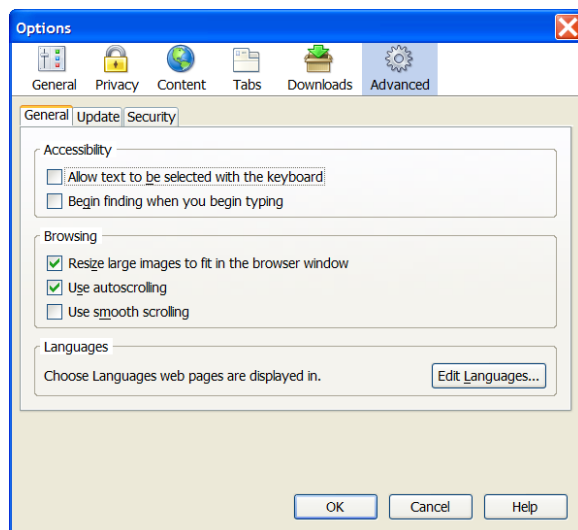 Options
General Privacy Content Tabs Downloads Advanced
General Update Security
Accessibility
Allow text to be selected with the keyboard
Begin finding when you begin typing
Browsing
Resize large images to fit in the browser window
Use autoscrolling
Use smooth scrolling
Languages
Choose Languages web pages are displayed in. Edit Languages...
OK Cancel Help